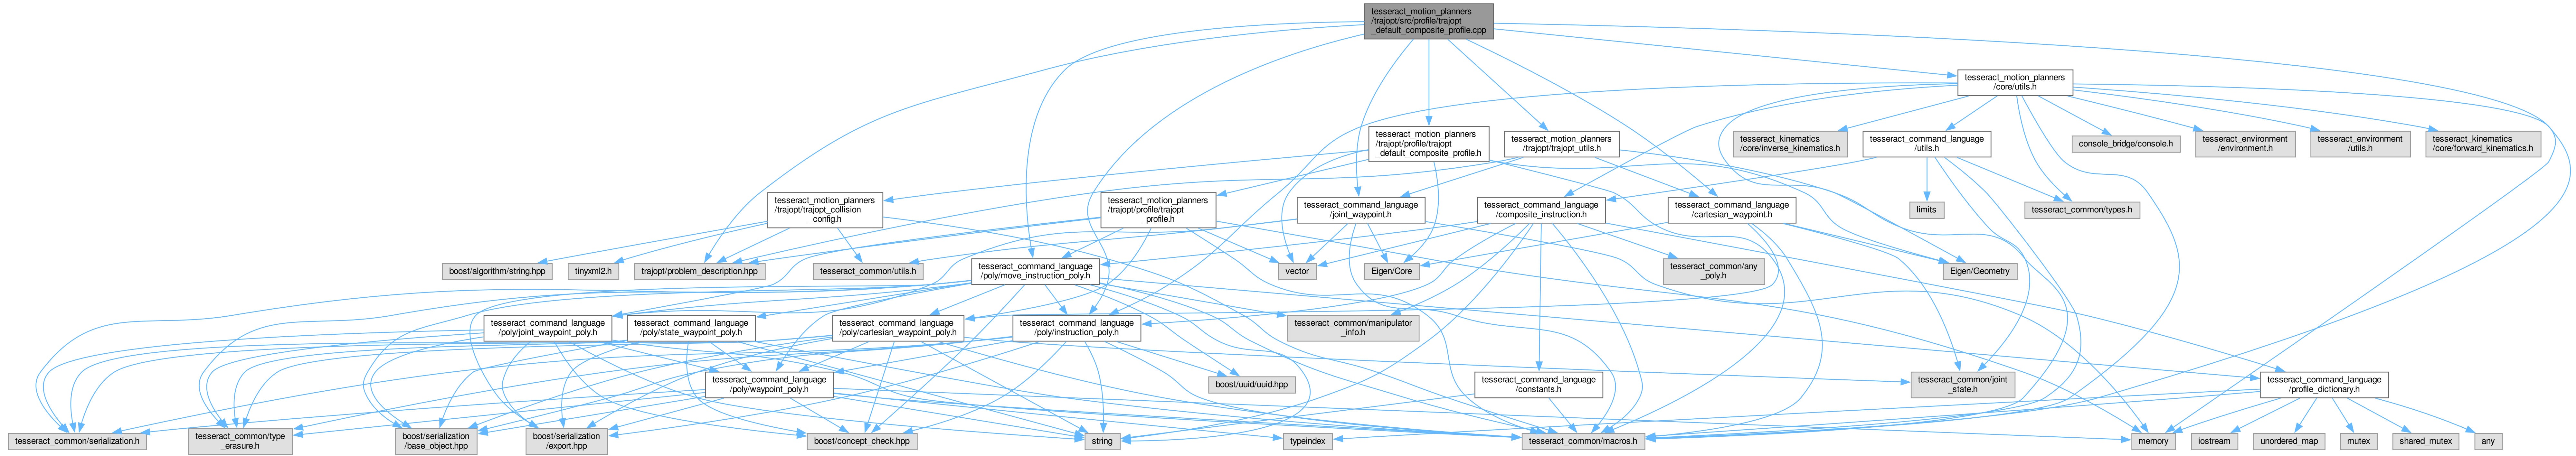 tesseract_motion_planners
/trajopt/src/profile/trajopt
_default_composite_profile.cpp
tesseract_motion_planners
/core/utils.h
tesseract_motion_planners
/trajopt/profile/trajopt
_default_composite_profile.h
tesseract_motion_planners
/trajopt/trajopt_utils.h
tesseract_kinematics
/core/inverse_kinematics.h
tesseract_command_language
/utils.h
console_bridge/console.h
tesseract_environment
/environment.h
tesseract_environment
/utils.h
tesseract_kinematics
/core/forward_kinematics.h
tesseract_motion_planners
/trajopt/trajopt_collision
_config.h
tesseract_motion_planners
/trajopt/profile/trajopt
_profile.h
tesseract_command_language
/joint_waypoint.h
tesseract_command_language
/composite_instruction.h
tesseract_command_language
/cartesian_waypoint.h
limits
tesseract_common/types.h
boost/algorithm/string.hpp
tinyxml2.h
trajopt/problem_description.hpp
tesseract_common/utils.h
tesseract_command_language
/poly/move_instruction_poly.h
vector
Eigen/Core
tesseract_common/any
_poly.h
Eigen/Geometry
tesseract_command_language
/poly/joint_waypoint_poly.h
tesseract_command_language
/poly/state_waypoint_poly.h
tesseract_command_language
/poly/cartesian_waypoint_poly.h
tesseract_command_language
/poly/instruction_poly.h
tesseract_common/manipulator
_info.h
tesseract_command_language
/poly/waypoint_poly.h
boost/uuid/uuid.hpp
tesseract_command_language
/constants.h
tesseract_common/joint
_state.h
tesseract_command_language
/profile_dictionary.h
tesseract_common/serialization.h
tesseract_common/type
_erasure.h
boost/serialization
/base_object.hpp
boost/serialization
/export.hpp
boost/concept_check.hpp
string
typeindex
tesseract_common/macros.h
memory
iostream
unordered_map
mutex
shared_mutex
any